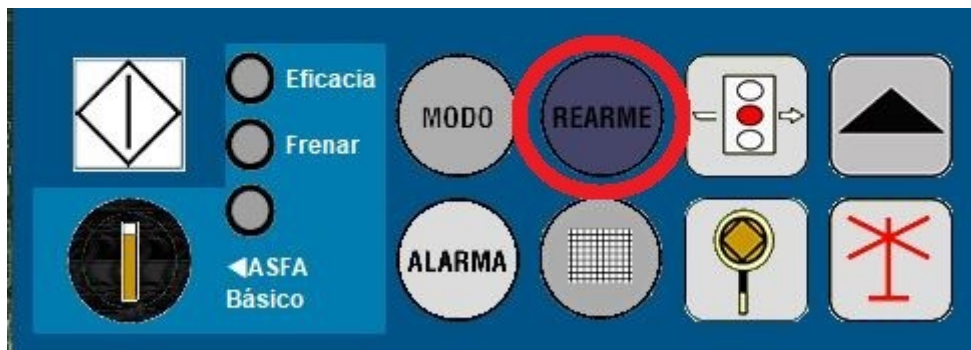 Eficacia
Frenar
MODO
REARME
ALARMA
◄ASFA
Básico